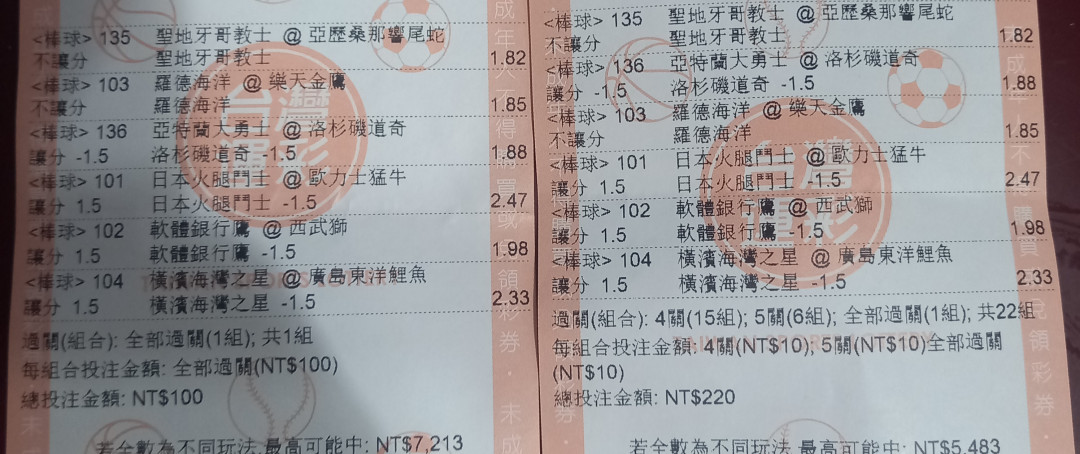 <棒球> 135 聖地牙哥教士 @ 亞歷桑那響尾蛇
不讓分 聖地牙哥教士 1.82
<棒球> 103 羅德海洋 @ 樂天金鷹
不讓分 羅德海洋 1.85
<棒球> 136 亞特蘭大勇士 @ 洛杉磯道奇
讓分 -1.5 洛杉磯道奇 -1.5 1.88
<棒球> 101 日本火腿鬥士 @ 歐力士猛牛
讓分 1.5 日本火腿鬥士 -1.5 2.47
<棒球> 102 軟體銀行鷹 @ 西武獅
讓分 1.5 軟體銀行鷹 -1.5 1.98
<棒球> 104 橫濱海灣之星 @ 廣島東洋鯉魚
讓分 1.5 橫濱海灣之星 -1.5 2.33
過關(組合): 全部過關(1組); 共1組
每組合投注金額: 全部過關(NT$100)
總投注金額: NT$100
若全數為不同玩法,最高可能中: NT$7,213
<棒球> 135 聖地牙哥教士 @ 亞歷桑那響尾蛇
不讓分 聖地牙哥教士 1.82
<棒球> 136 亞特蘭大勇士 @ 洛杉磯道奇
讓分 -1.5 洛杉磯道奇 -1.5 1.88
<棒球> 103 羅德海洋 @ 樂天金鷹
不讓分 羅德海洋 1.85
<棒球> 101 日本火腿鬥士 @ 歐力士猛牛
讓分 1.5 日本火腿鬥士 -1.5 2.47
<棒球> 102 軟體銀行鷹 @ 西武獅
讓分 1.5 軟體銀行鷹 -1.5 1.98
<棒球> 104 橫濱海灣之星 @ 廣島東洋鯉魚
讓分 1.5 橫濱海灣之星 -1.5 2.33
過關(組合): 4關(15組); 5關(6組); 全部過關(1組); 共22組
每組合投注金額: 4關(NT$10); 5關(NT$10)全部過關
(NT$10)
總投注金額: NT$220
若全數為不同玩法,最高可能中: NT$5,483